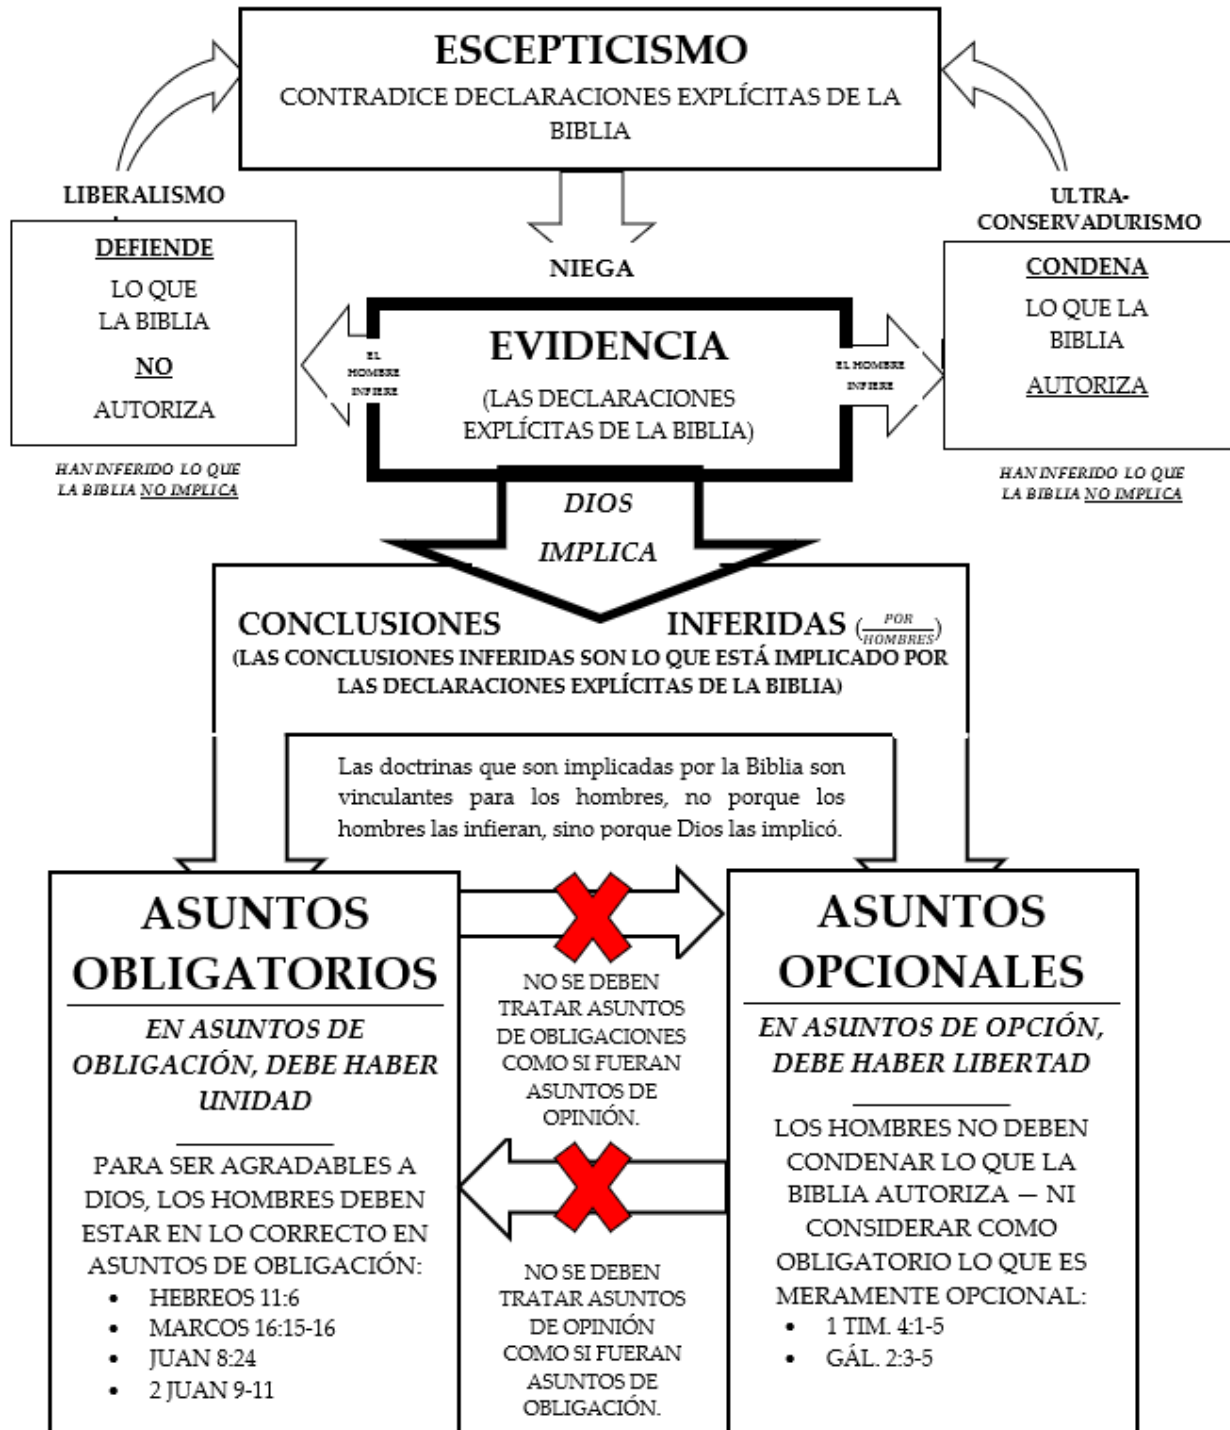 ESCEPTICISMO
CONTRADICE DECLARACIONES EXPLÍCITAS DE LA
BIBLIA
LIBERALISMO
DEFIENDE
LO QUE
LA BIBLIA
NO
AUTORIZA
HAN INFERIDO LO QUE
LA BIBLIA NO IMPLICA
NIEGA
EL
HOMBRE
INFIERE
EVIDENCIA
(LAS DECLARACIONES
EXPLÍCITAS DE LA BIBLIA)
EL HOMBRE
INFIERE
ULTRA-
CONSERVADURISMO
CONDENA
LO QUE LA
BIBLIA
AUTORIZA
HAN INFERIDO LO QUE
LA BIBLIA NO IMPLICA
DIOS
IMPLICA
CONCLUSIONES INFERIDAS (POR/HOMBRES)
(LAS CONCLUSIONES INFERIDAS SON LO QUE ESTÁ IMPLICADO POR
LAS DECLARACIONES EXPLÍCITAS DE LA BIBLIA)
Las doctrinas que son implicadas por la Biblia son
vinculantes para los hombres, no porque los
hombres las infieran, sino porque Dios las implicó.
ASUNTOS
OBLIGATORIOS
EN ASUNTOS DE
OBLIGACIÓN, DEBE HABER
UNIDAD
PARA SER AGRADABLES A
DIOS, LOS HOMBRES DEBEN
ESTAR EN LO CORRECTO EN
ASUNTOS DE OBLIGACIÓN:
• HEBREOS 11:6
• MARCOS 16:15-16
• JUAN 8:24
• 2 JUAN 9-11
NO SE DEBEN
TRATAR ASUNTOS
DE OBLIGACIONES
COMO SI FUERAN
ASUNTOS DE
OPINIÓN.
NO SE DEBEN
TRATAR ASUNTOS
DE OPINIÓN
COMO SI FUERAN
ASUNTOS DE
OBLIGACIÓN.
ASUNTOS
OPCIONALES
EN ASUNTOS DE OPCIÓN,
DEBE HABER LIBERTAD
LOS HOMBRES NO DEBEN
CONDENAR LO QUE LA
BIBLIA AUTORIZA — NI
CONSIDERAR COMO
OBLIGATORIO LO QUE ES
MERAMENTE OPCIONAL:
• 1 TIM. 4:1-5
• GÁL. 2:3-5